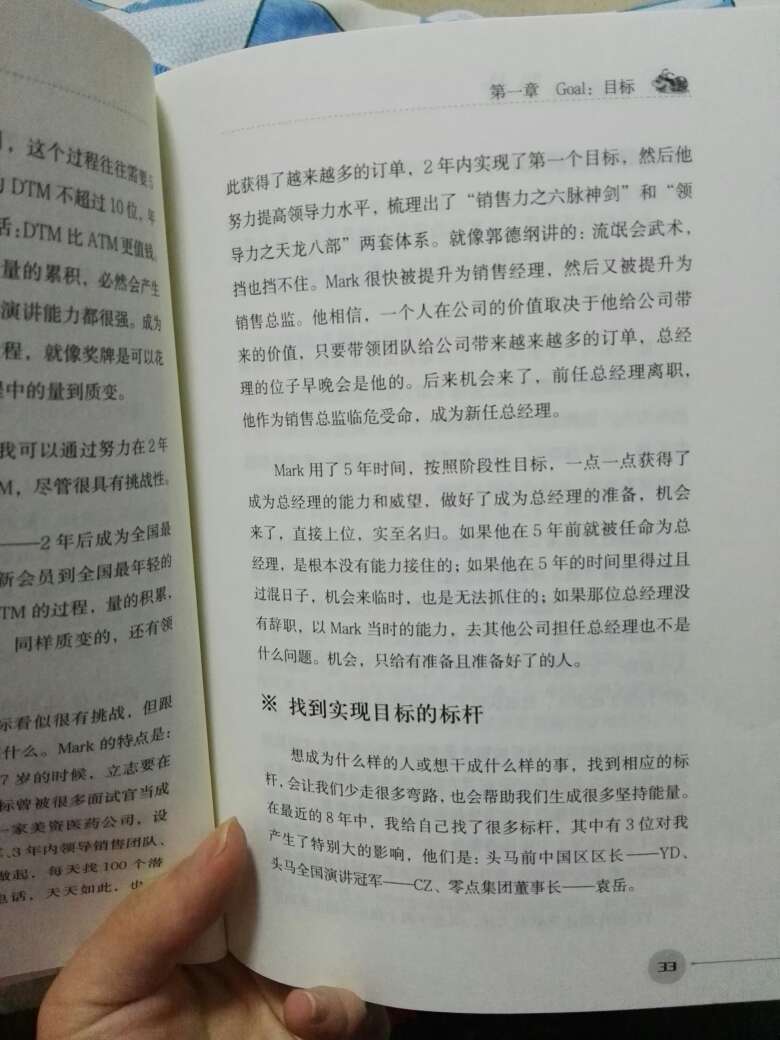 ，这个过程往往需要5
DTM 不超过10位，年
活：DTM 比ATM更值钱。
量的累积，必然会产生
演讲能力都很强。成为
程，就像奖牌是可以花
中的量到质变。
我可以通过努力在2年
M，尽管很具有挑战性。
——2年后成为全国最
新会员到全国最年轻的
TM 的过程，量的积累，
同样质变的，还有领
标看似很有挑战，但跟
什么。Mark 的特点是：
7岁的时候，立志要在
标曾被很多面试官当成
一家美资医药公司，设
、3年内领导销售团队、
做起，每天找100个潜
电话，天天如此，也
第一章 Goal：目标
此获得了越来越多的订单，2年内实现了第一个目标，然后他
努力提高领导力水平，梳理出了“销售力之六脉神剑”和“领
导力之天龙八部”两套体系。就像郭德纲讲的：流氓会武术，
挡也挡不住。Mark 很快被提升为销售经理，然后又被提升为
销售总监。他相信，一个人在公司的价值取决于他给公司带
来的价值，只要带领团队给公司带来越来越多的订单，总经
理的位子早晚会是他的。后来机会来了，前任总经理离职，
他作为销售总监临危受命，成为新任总经理。
Mark 用了5年时间，按照阶段性目标，一点一点获得了
成为总经理的能力和威望，做好了成为总经理的准备，机会
来了，直接上位，实至名归。如果他在5年前就被任命为总
经理，是根本没有能力接住的；如果他在5年的时间里得过且
过混日子，机会来临时，也是无法抓住的；如果那位总经理没
有辞职，以 Mark 当时的能力，去其他公司担任总经理也不是
什么问题。机会，只给有准备且准备好了的人。
※ 找到实现目标的标杆
想成为什么样的人或想干成什么样的事，找到相应的标
杆，会让我们少走很多弯路，也会帮助我们生成很多坚持能量。
在最近的8年中，我给自己找了很多标杆，其中有3位对我
产生了特别大的影响，他们是：头马前中国区区长——YD、
头马全国演讲冠军——CZ、零点集团董事长——袁岳。
33